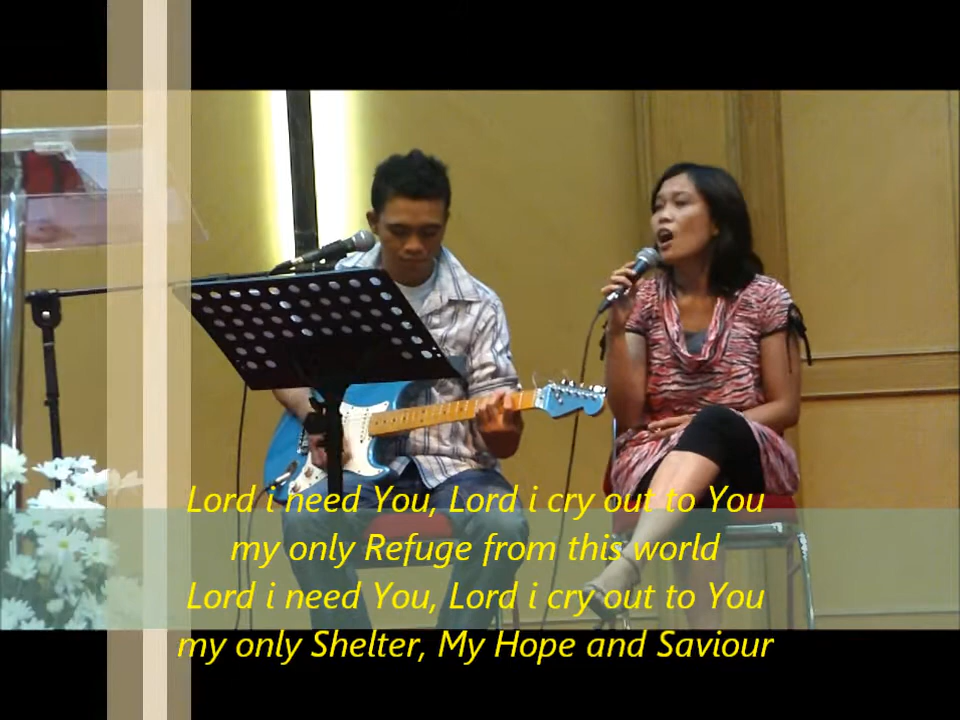 Lord i need You, Lord i cry out to You
my only Refuge from this world
Lord i need You, Lord i cry out to You
my only Shelter, My Hope and Saviour